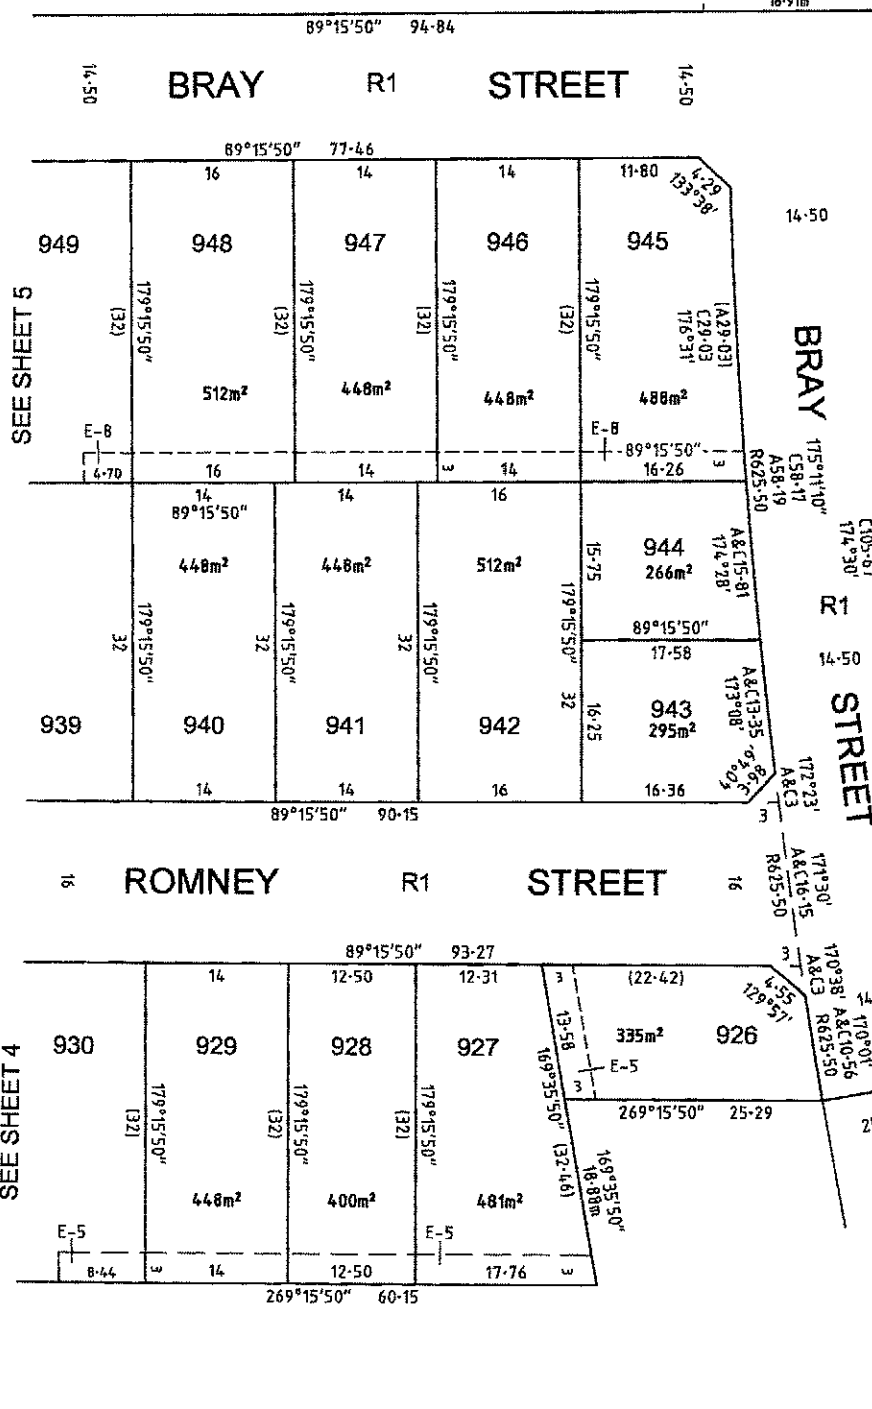 89°15'50" 94·84
14·50
BRAY R1 STREET
14·50
89°15'50" 77·46
16
14
14
11·80
4·29
133°38'
14·50
949
948
947
946
945
SEE SHEET 5
(32)
179°15'50"
(32)
179°15'50"
(32)
179°15'50"
(32)
179°15'50"
(A29·03)
C29·03
176°31'
BRAY
512m²
448m²
448m²
488m²
E-8
E-8
89°15'50"
4·70
16
14
3
14
16·26
3
175°11'10"
C58·17
A58·19
R625·50
14
89°15'50"
14
16
448m²
448m²
512m²
15·75
944
266m²
A&C15·81
174°28'
C105·67
174°30'
R1
32
179°15'50"
32
179°15'50"
32
179°15'50"
179°15'50"
32
89°15'50"
17·58
14·50
939
940
941
942
16·25
943
295m²
A&C13·35
173°08'
STREET
40°49'
3·98
14
14
16
16·36
89°15'50" 90·15
172°23'
A&C3
3
16
ROMNEY R1 STREET
16
171°30'
A&C16·15
R625·50
89°15'50" 93·27
3
170°38'
A&C3
14
12·50
12·31
3
(22·42)
4·55
129°57'
14
930
929
928
927
13·58
335m²
926
E-5
3
170°01'
A&C10·56
R625·50
SEE SHEET 4
(32)
179°15'50"
(32)
179°15'50"
(32)
179°15'50"
169°35'50" (32·46)
269°15'50" 25·29
169°35'50"
18·88m
448m²
400m²
481m²
E-5
E-5
8·44
3
14
12·50
17·76
3
269°15'50" 60·15